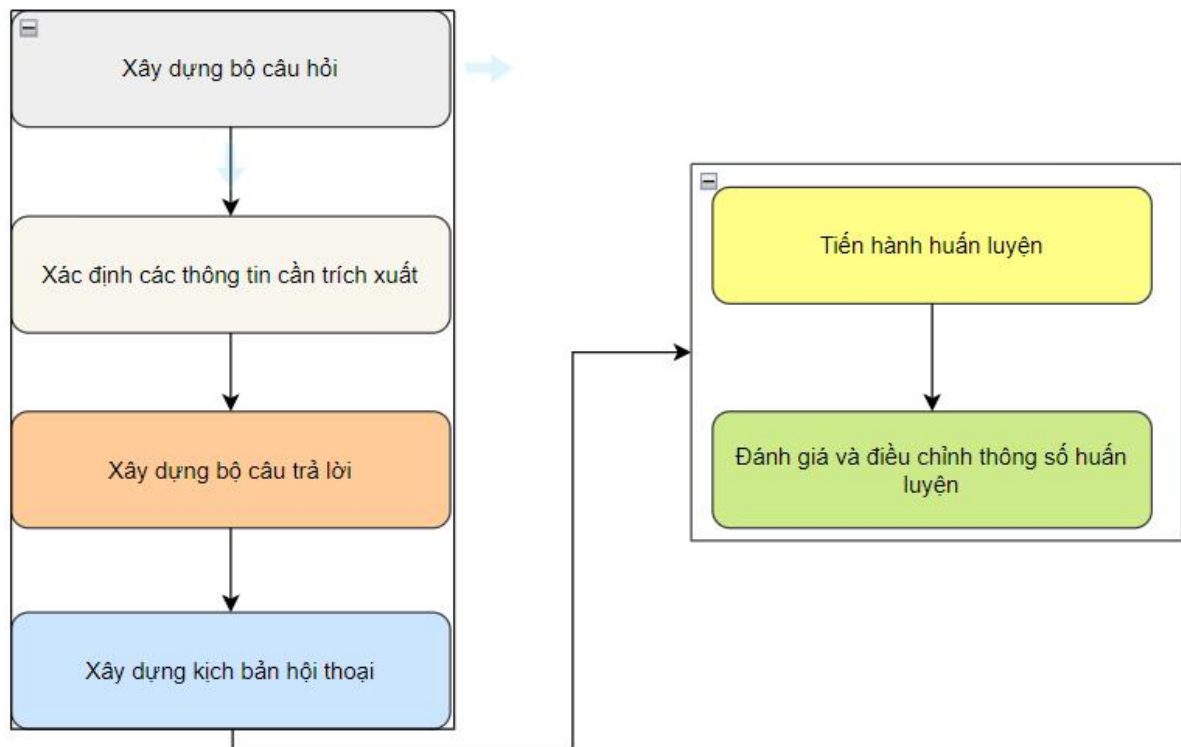 Xây dựng bộ câu hỏi
Xác định các thông tin cần trích xuất
Xây dựng bộ câu trả lời
Xây dựng kịch bản hội thoại
Tiến hành huấn luyện
Đánh giá và điều chỉnh thông số huấn
luyện